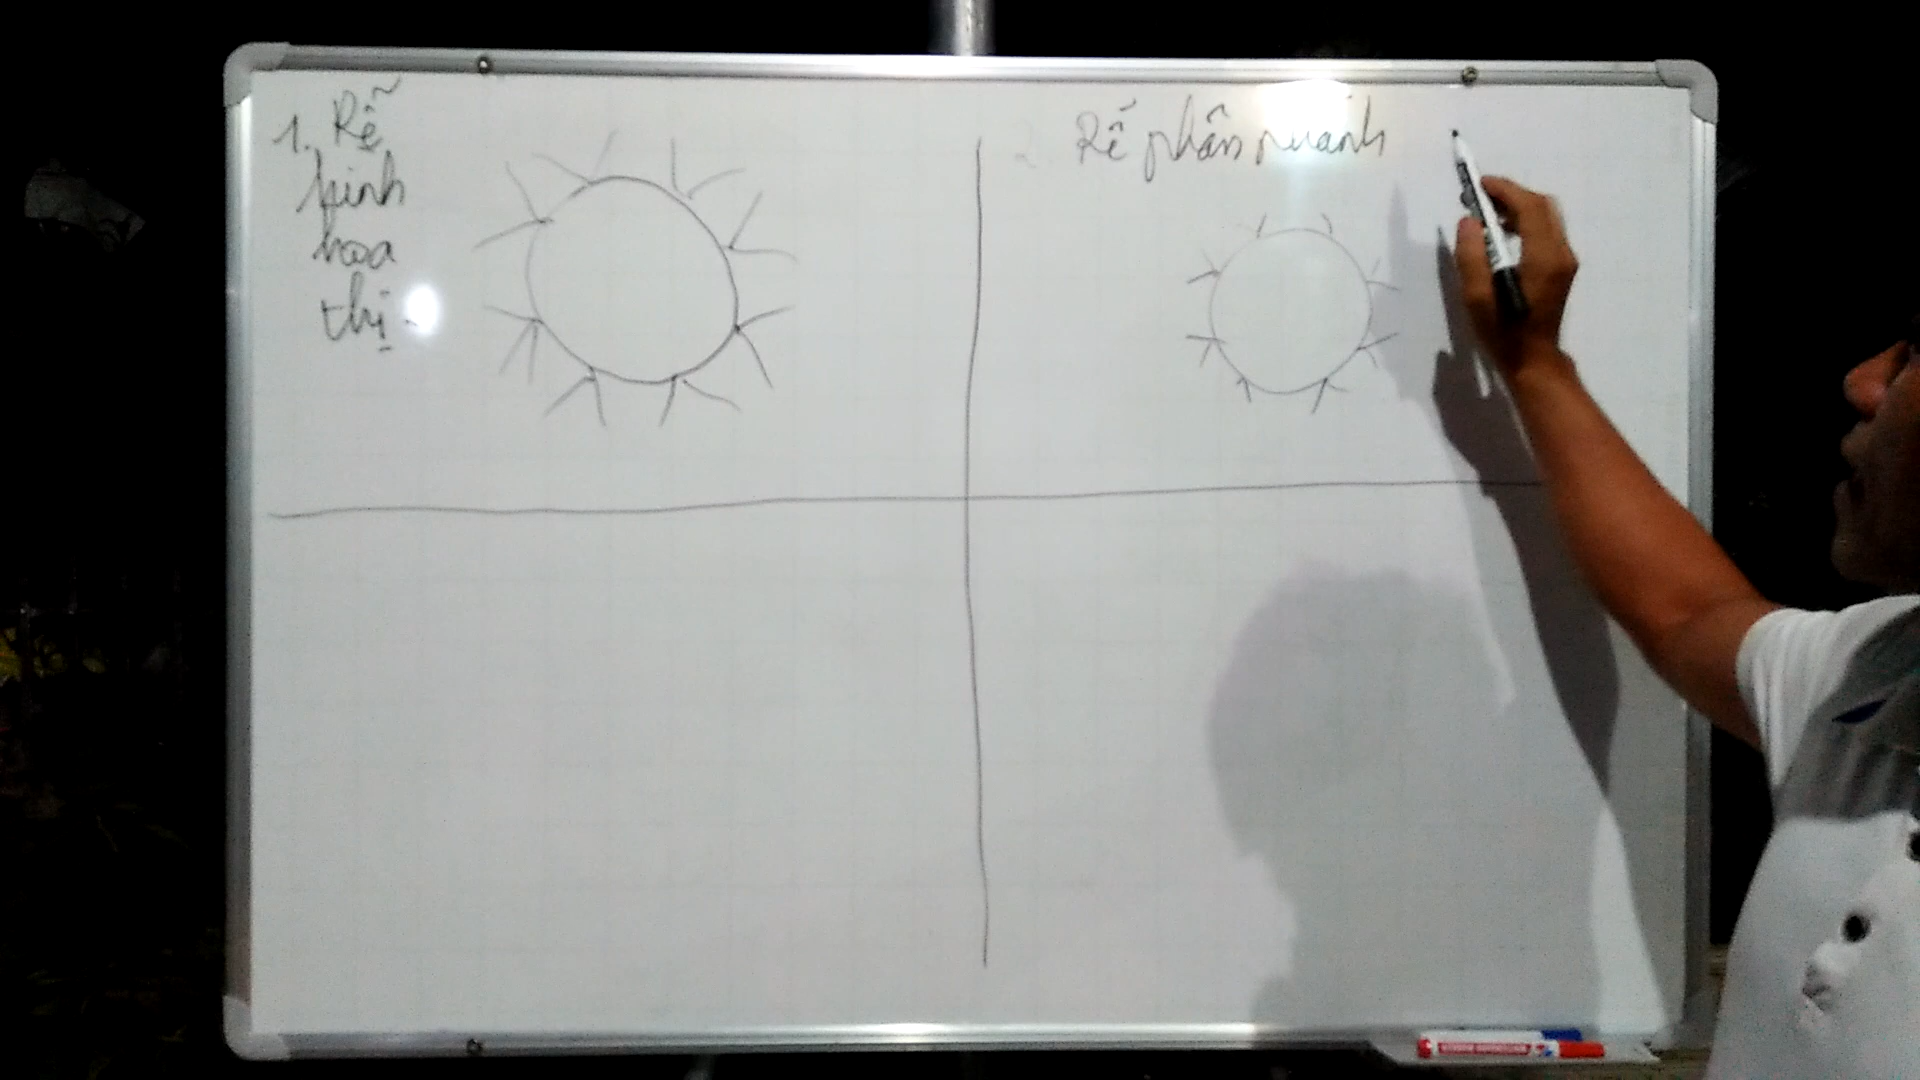 1. Rễ
hình
hoa
thị.
2. Rễ phân nhánh